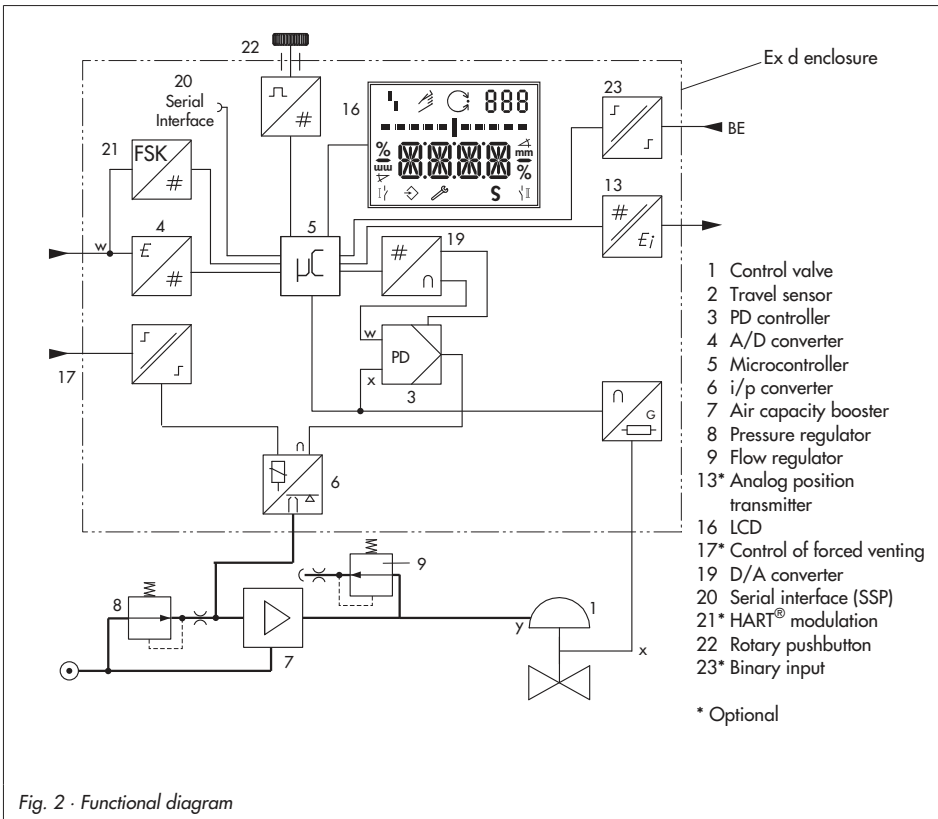 22
Ex d enclosure
20
Serial
Interface
16
888
%
mm
mm
%
S
23
BE
21
FSK
#
#
13
#
Ei
w
4
E
#
5
µC
19
#
∩
w
PD
x
3
17
∩
G
∩
6
8
9
7
y
1
x
1 Control valve
2 Travel sensor
3 PD controller
4 A/D converter
5 Microcontroller
6 i/p converter
7 Air capacity booster
8 Pressure regulator
9 Flow regulator
13* Analog position
transmitter
16 LCD
17* Control of forced venting
19 D/A converter
20 Serial interface (SSP)
21* HART® modulation
22 Rotary pushbutton
23* Binary input
* Optional
Fig. 2 · Functional diagram